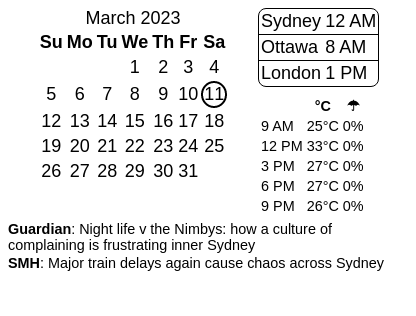 March 2023
Su Mo Tu We Th Fr Sa
1 2 3 4
5 6 7 8 9 10 11
12 13 14 15 16 17 18
19 20 21 22 23 24 25
26 27 28 29 30 31
Sydney 12 AM
Ottawa 8 AM
London 1 PM
°C ☂
9 AM 25°C 0%
12 PM 33°C 0%
3 PM 27°C 0%
6 PM 27°C 0%
9 PM 26°C 0%
Guardian: Night life v the Nimbys: how a culture of
complaining is frustrating inner Sydney
SMH: Major train delays again cause chaos across Sydney